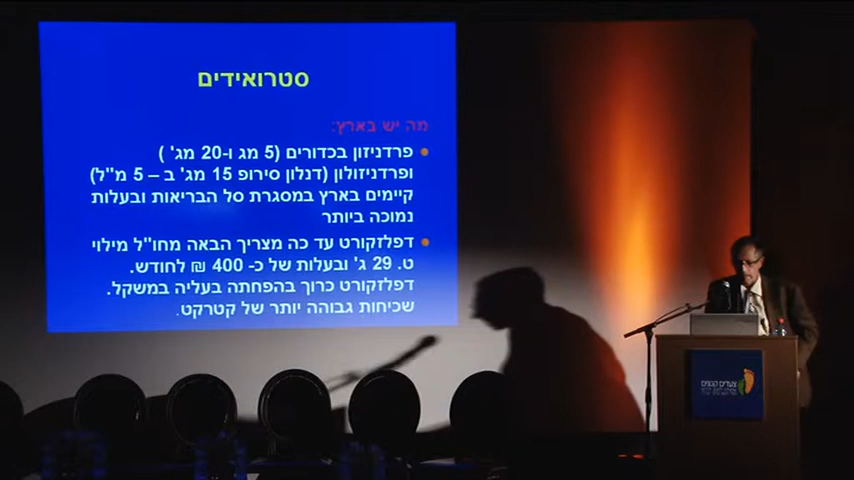 סטרואידים
מה יש בארץ:
פרדניזון בכדורים (5 מג ו-20 מג' )
ופרדניזולון (דנלון סירופ 15 מג' ב – 5 מ"ל)
קיימים בארץ במסגרת סל הבריאות ובעלות
נמוכה ביותר
דפלזקורט עד כה מצריך הבאה מחו"ל מילוי
ט. 29 ג' ובעלות של כ- 400 ₪ לחודש.
דפלזקורט כרוך בהפחתה בעליה במשקל.
שכיחות גבוהה יותר של קטרקט.
צעדים קטנים